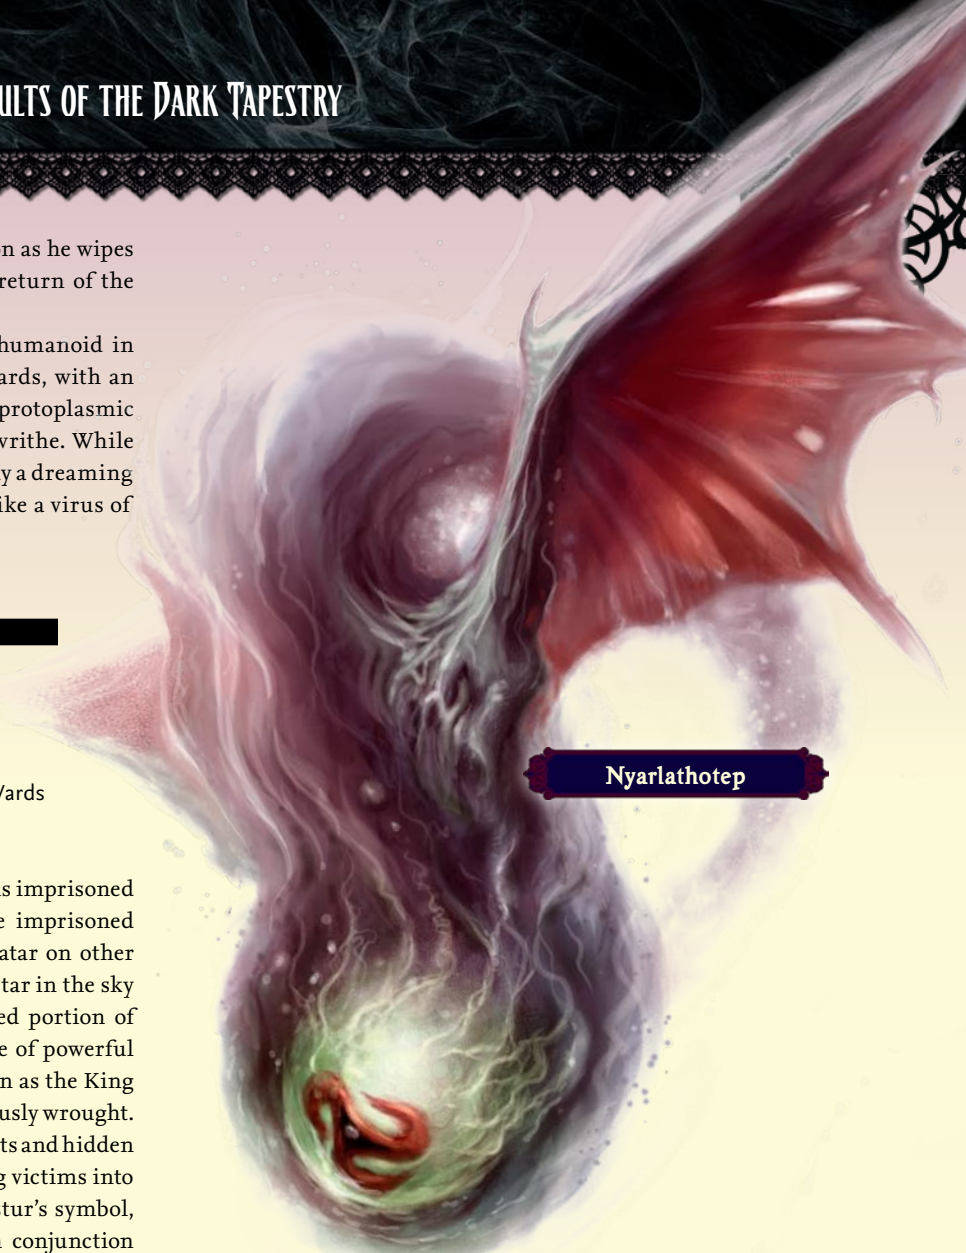 ULTS OF THE DARK TAPESTRY
n as he wipes
return of the
humanoid in
ards, with an
protoplasmic
writhe. While
y a dreaming
ike a virus of
Nyarlathotep
Wards
s imprisoned
e imprisoned
atar on other
tar in the sky
ed portion of
e of powerful
n as the King
usly wrought.
ts and hidden
g victims into
stur's symbol,
n conjunction